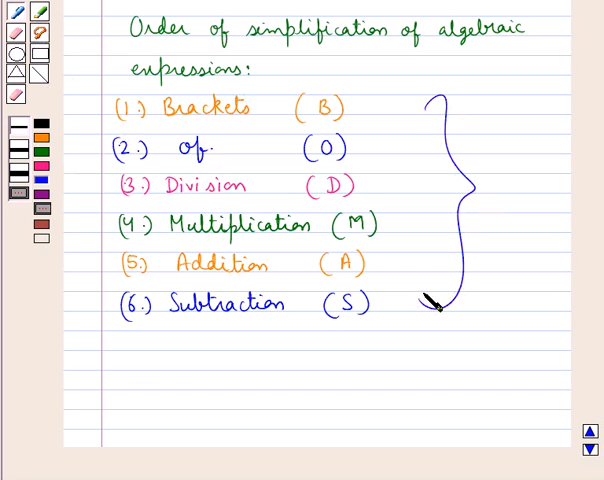 Order of simplification of algebraic
expressions:
(1.) Brackets (B)
(2.) of. (O)
(3.) Division (D)
(4.) Multiplication (M)
(5.) Addition (A)
(6.) Subtraction (S)